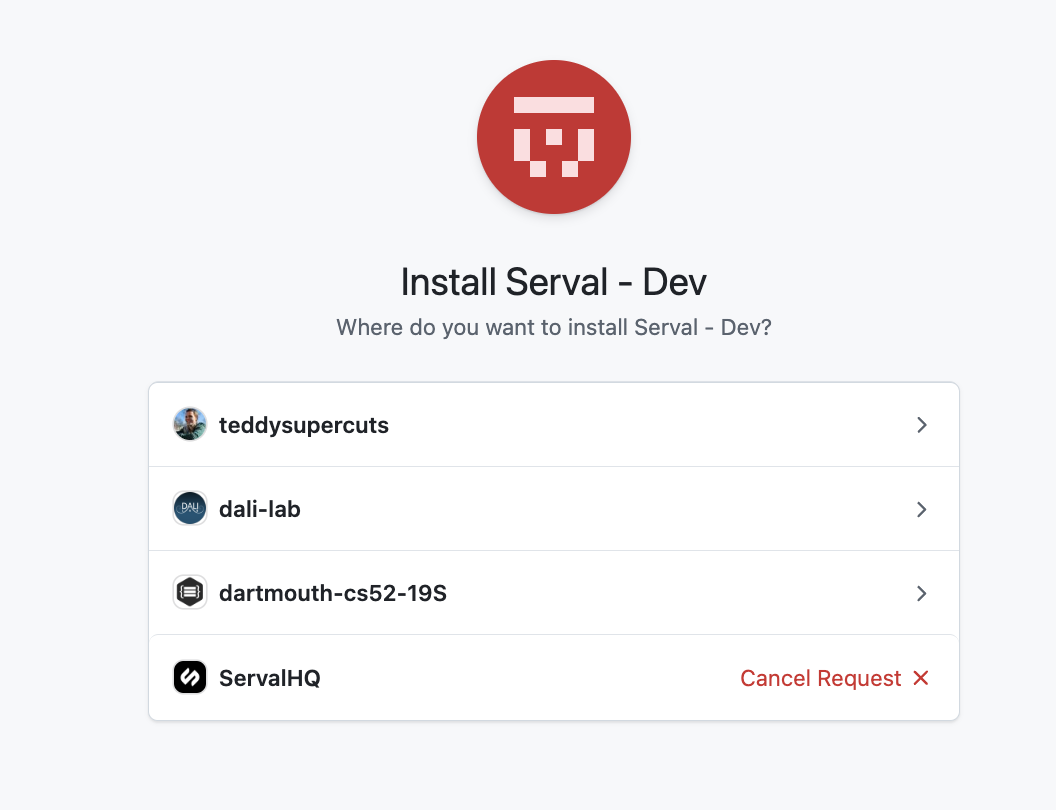 Install Serval - Dev
Where do you want to install Serval - Dev?
teddysupercuts
DALI
dali-lab
dartmouth-cs52-19S
ServalHQ Cancel Request